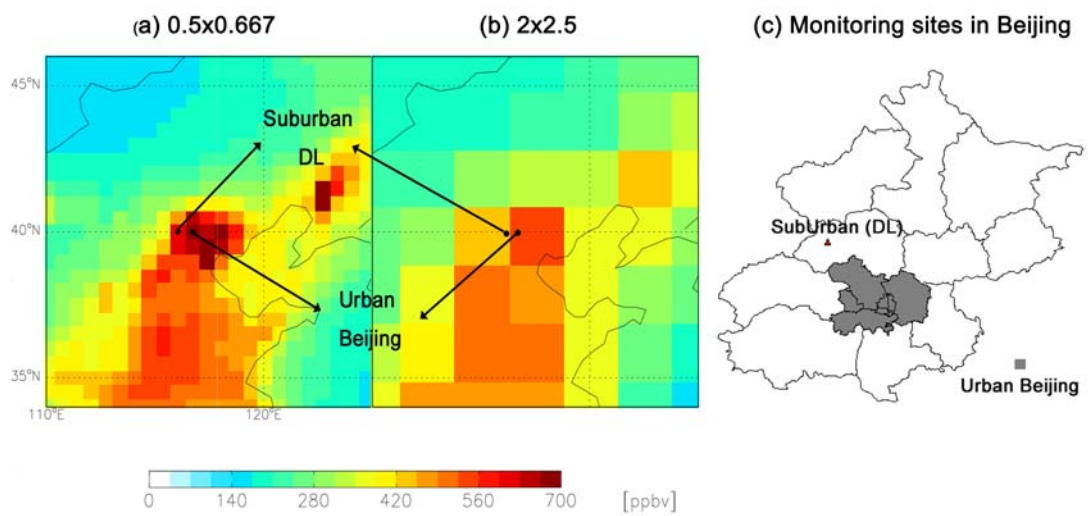 (a) 0.5x0.667
(b) 2x2.5
(c) Monitoring sites in Beijing
45°N
40°N
35°N
110°E
120°E
Suburban
DL
Urban
Beijing
SubUrban (DL)
Urban Beijing
0 140 280 420 560 700 [ppbv]